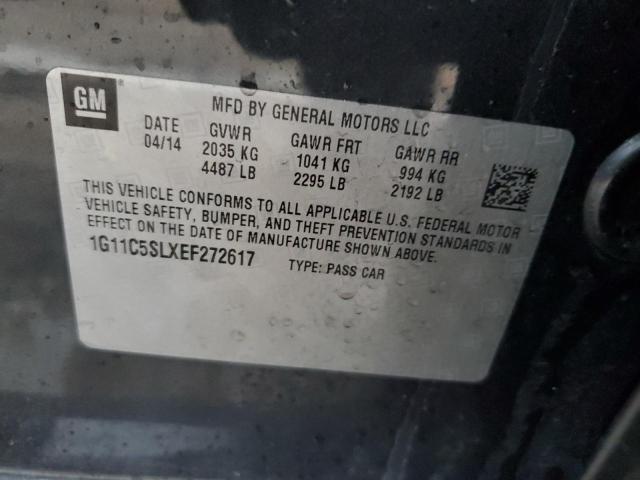 GM
MFD BY GENERAL MOTORS LLC
DATE GVWR GAWR FRT GAWR RR
04/14 2035 KG 1041 KG 994 KG
4487 LB 2295 LB 2192 LB
THIS VEHICLE CONFORMS TO ALL APPLICABLE U.S. FEDERAL MOTOR
VEHICLE SAFETY, BUMPER, AND THEFT PREVENTION STANDARDS IN
EFFECT ON THE DATE OF MANUFACTURE SHOWN ABOVE.
1G11C5SLXEF272617 TYPE: PASS CAR